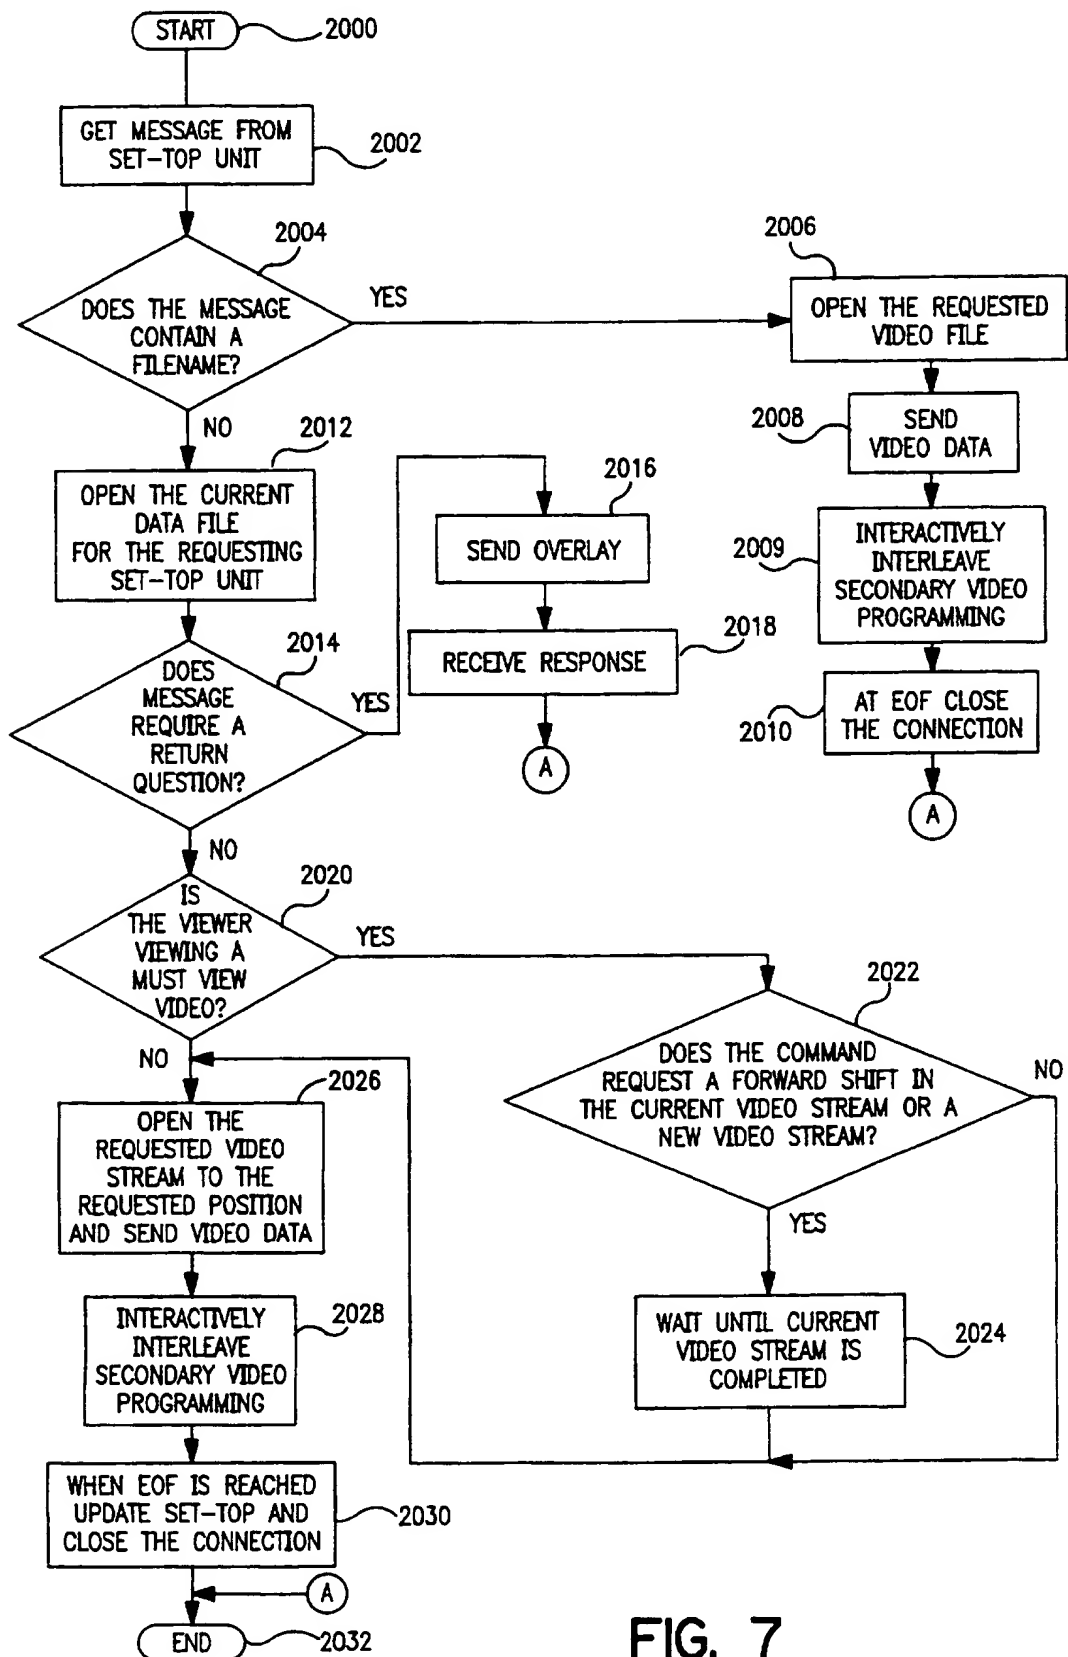 START
2000
GET MESSAGE FROM
SET-TOP UNIT
2002
2004
DOES THE MESSAGE
CONTAIN A
FILENAME?
YES
NO
2006
OPEN THE REQUESTED
VIDEO FILE
2008
SEND
VIDEO DATA
2009
INTERACTIVELY
INTERLEAVE
SECONDARY VIDEO
PROGRAMMING
2010
AT EOF CLOSE
THE CONNECTION
A
2012
OPEN THE CURRENT
DATA FILE
FOR THE REQUESTING
SET-TOP UNIT
2014
DOES
MESSAGE
REQUIRE A
RETURN
QUESTION?
YES
NO
2016
SEND OVERLAY
2018
RECEIVE RESPONSE
A
2020
IS
THE VIEWER
VIEWING A
MUST VIEW
VIDEO?
YES
NO
2022
DOES THE COMMAND
REQUEST A FORWARD SHIFT IN
THE CURRENT VIDEO STREAM OR A
NEW VIDEO STREAM?
NO
YES
2024
WAIT UNTIL CURRENT
VIDEO STREAM IS
COMPLETED
2026
OPEN THE
REQUESTED VIDEO
STREAM TO THE
REQUESTED POSITION
AND SEND VIDEO DATA
2028
INTERACTIVELY
INTERLEAVE
SECONDARY VIDEO
PROGRAMMING
2030
WHEN EOF IS REACHED
UPDATE SET-TOP AND
CLOSE THE CONNECTION
A
END
2032
FIG. 7